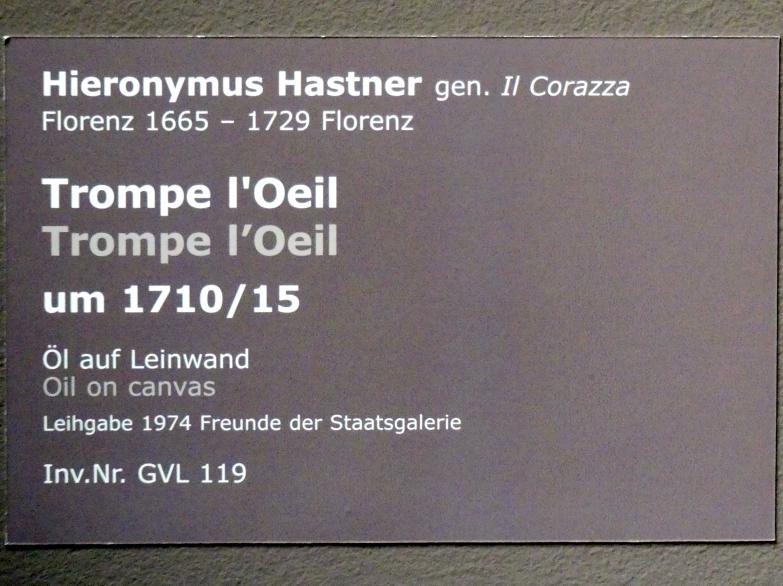 Hieronymus Hastner gen. Il Corazza
Florenz 1665 – 1729 Florenz
Trompe l'Oeil
Trompe l’Oeil
um 1710/15
Öl auf Leinwand
Oil on canvas
Leihgabe 1974 Freunde der Staatsgalerie
Inv.Nr. GVL 119